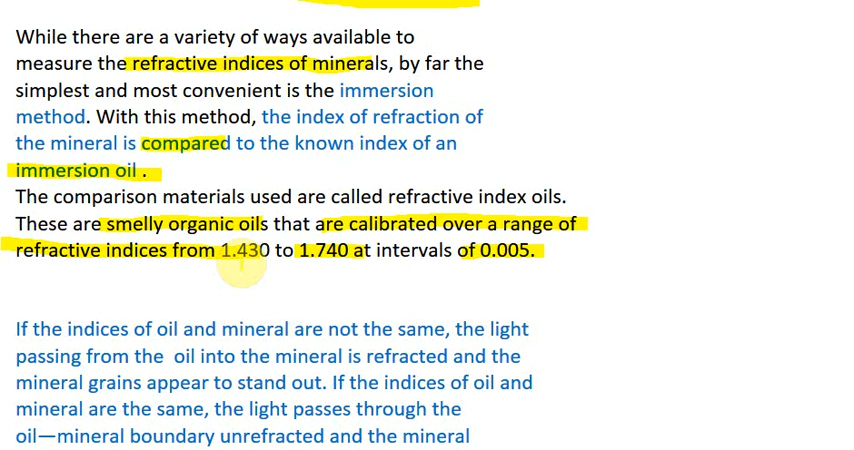 While there are a variety of ways available to
measure the refractive indices of minerals, by far the
simplest and most convenient is the immersion
method. With this method, the index of refraction of
the mineral is compared to the known index of an
immersion oil .
The comparison materials used are called refractive index oils.
These are smelly organic oils that are calibrated over a range of
refractive indices from 1.430 to 1.740 at intervals of 0.005.
If the indices of oil and mineral are not the same, the light
passing from the  oil into the mineral is refracted and the
mineral grains appear to stand out. If the indices of oil and
mineral are the same, the light passes through the
oil—mineral boundary unrefracted and the mineral